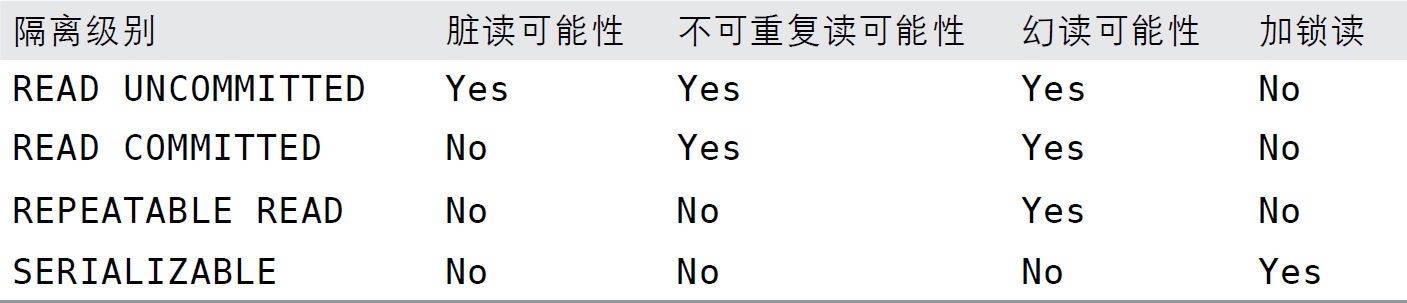 隔离级别 脏读可能性 不可重复读可能性 幻读可能性 加锁读
READ UNCOMMITTED Yes Yes Yes No
READ COMMITTED No Yes Yes No
REPEATABLE READ No No Yes No
SERIALIZABLE No No No Yes